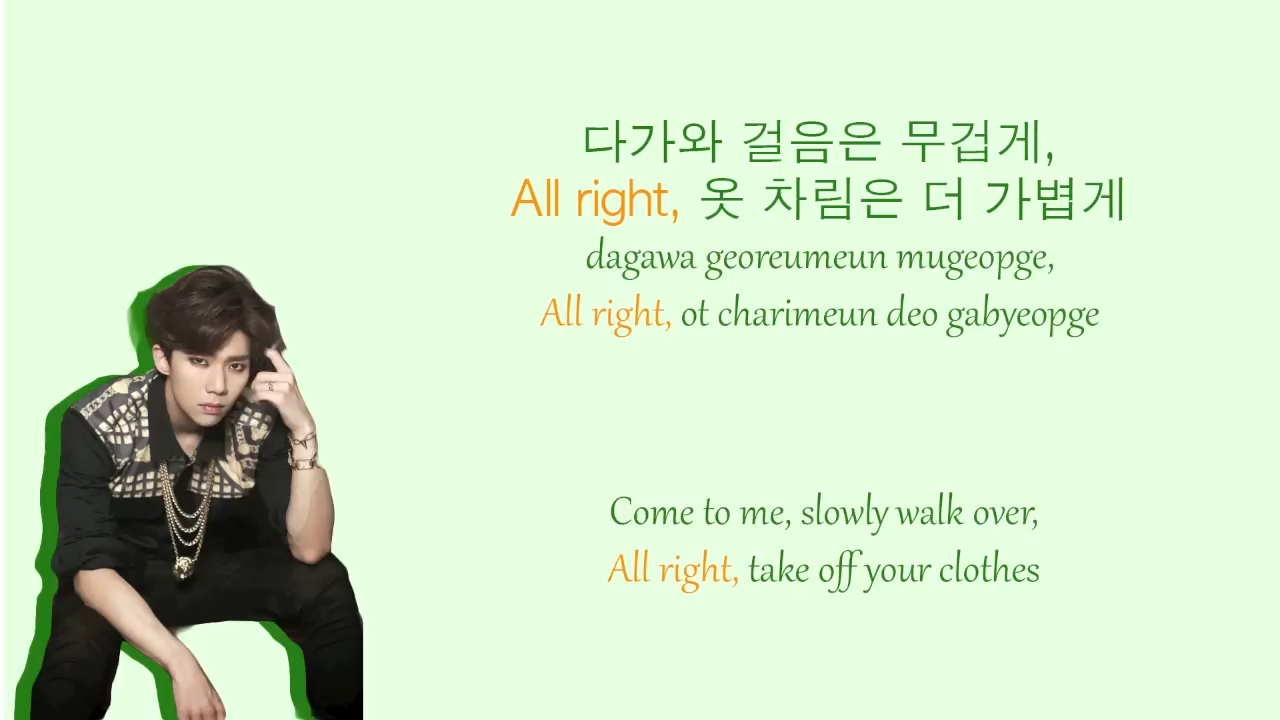 다가와 걸음은 무겁게,
All right, 옷 차림은 더 가볍게
dagawa georeumeun mugeopge,
All right, ot charimeun deo gabyeopge
Come to me, slowly walk over,
All right, take off your clothes